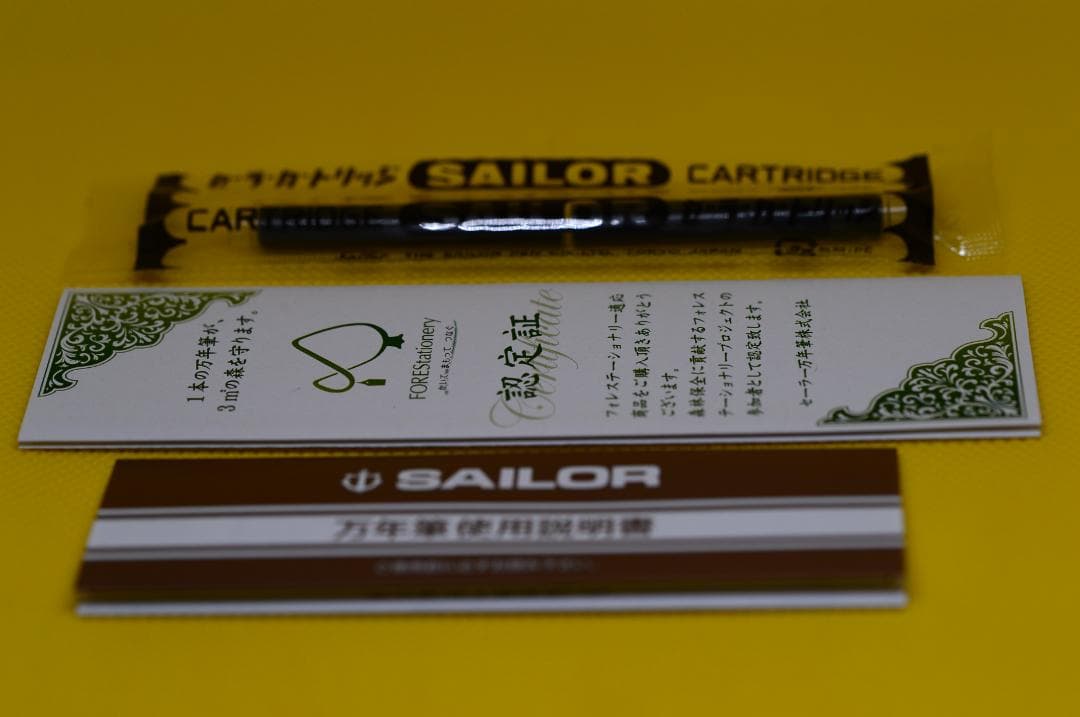 カラーカートリッジ SAILOR CARTRIDGE
CARTRIDGE SAILOR
1本の万年筆が、
3㎡の森を守ります。
FOREStationery
認定証
Certificate
フォレステーショナリー適応
商品をご購入頂きありがとう
ございます。
森林保全に貢献するフォレス
テーショナリープロジェクトの
参加者として認定致します。
セーラー万年筆株式会社
SAILOR
万年筆使用説明書